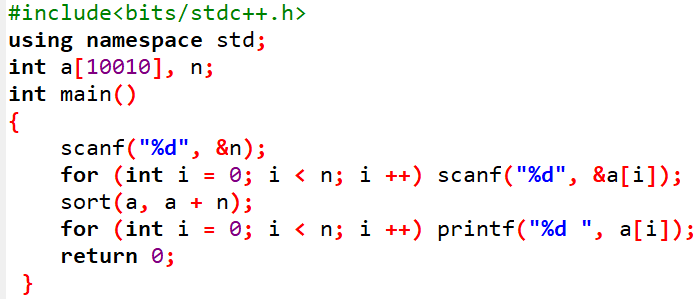 #include<bits/stdc++.h>
using namespace std;
int a[10010], n;
int main()
{
    scanf("%d", &n);
    for (int i = 0; i < n; i ++) scanf("%d", &a[i]);
    sort(a, a + n);
    for (int i = 0; i < n; i ++) printf("%d ", a[i]);
    return 0;
 }